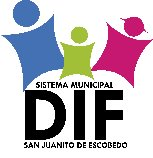 SISTEMA MUNICIPAL
DIF
SAN JUANITO DE ESCOBEDO